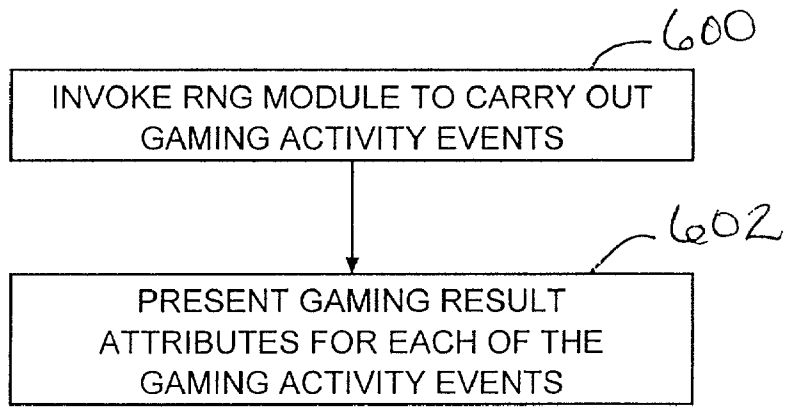 600
INVOKE RNG MODULE TO CARRY OUT
GAMING ACTIVITY EVENTS
602
PRESENT GAMING RESULT
ATTRIBUTES FOR EACH OF THE
GAMING ACTIVITY EVENTS